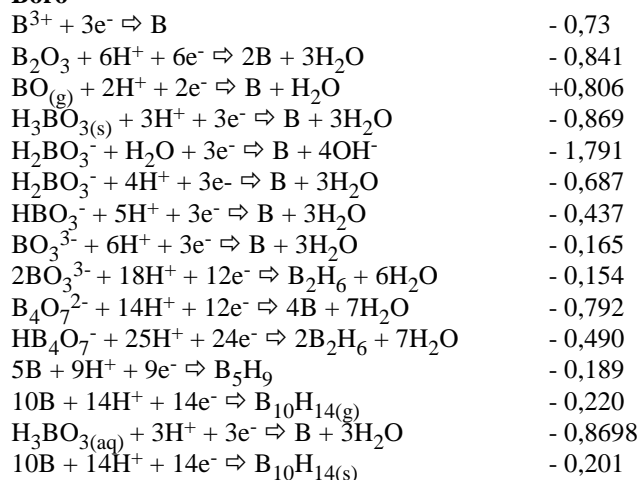 Boro
B³⁺ + 3e⁻ ⇨ B - 0,73
B₂O₃ + 6H⁺ + 6e⁻ ⇨ 2B + 3H₂O - 0,841
BO₍g₎ + 2H⁺ + 2e⁻ ⇨ B + H₂O +0,806
H₃BO₃₍s₎ + 3H⁺ + 3e⁻ ⇨ B + 3H₂O - 0,869
H₂BO₃⁻ + H₂O + 3e⁻ ⇨ B + 4OH⁻ - 1,791
H₂BO₃⁻ + 4H⁺ + 3e- ⇨ B + 3H₂O - 0,687
HBO₃⁻ + 5H⁺ + 3e⁻ ⇨ B + 3H₂O - 0,437
BO₃³⁻ + 6H⁺ + 3e⁻ ⇨ B + 3H₂O - 0,165
2BO₃³⁻ + 18H⁺ + 12e⁻ ⇨ B₂H₆ + 6H₂O - 0,154
B₄O₇²⁻ + 14H⁺ + 12e⁻ ⇨ 4B + 7H₂O - 0,792
HB₄O₇⁻ + 25H⁺ + 24e⁻ ⇨ 2B₂H₆ + 7H₂O - 0,490
5B + 9H⁺ + 9e⁻ ⇨ B₅H₉ - 0,189
10B + 14H⁺ + 14e⁻ ⇨ B₁₀H₁₄₍g₎ - 0,220
H₃BO₃₍aq₎ + 3H⁺ + 3e⁻ ⇨ B + 3H₂O - 0,8698
10B + 14H⁺ + 14e⁻ ⇨ B₁₀H₁₄₍s₎ - 0,201